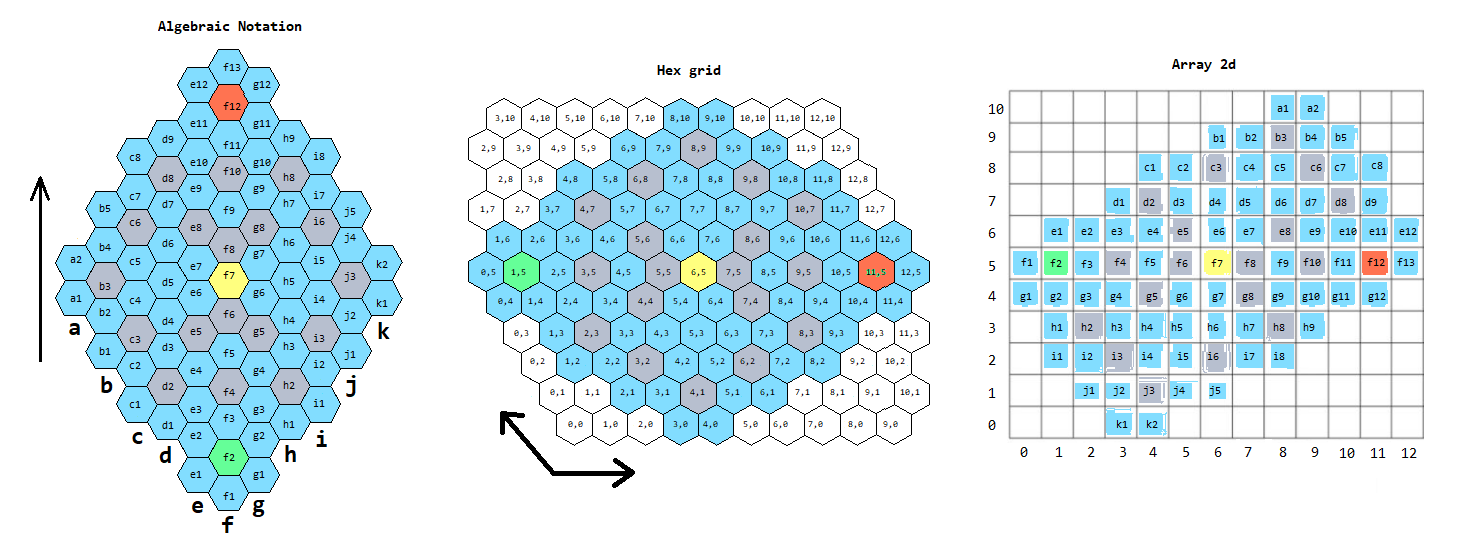 Algebraic Notation
f13
e12 g12
f12
e11 g11
d9 h9
f11
c8 i8
e10 g10
f10
d8 h8
e9 g9
c7 i7
d7 h7
b5 f9 j5
c6 i6
e8 g8
j4
b4 d6 h6
f8
e7 g7
c5 i5
a2 k2
f7 j3
d5 h5
b3
e6 g6
a1 c4 i4 k1
b2 f6 j2
d4 h4
e5 g5
c3 i3
d3 h3
b1 f5 j1
c2 i2
e4 g4
d2 h2
f4
c1 i1
e3 g3
f3
d1 h1
e2 g2
f2
e1 g1
f1
a k
b j
c i
d h
e g
f
Hex grid
3,10 4,10 5,10 6,10 7,10 8,10 9,10 10,10 11,10 12,10
2,9 3,9 4,9 5,9 6,9 7,9 8,9 9,9 10,9 11,9 12,9
2,8 3,8 4,8 5,8 6,8 7,8 8,8 9,8 10,8 11,8 12,8
1,7 2,7 3,7 4,7 5,7 6,7 7,7 8,7 9,7 10,7 11,7 12,7
1,6 2,6 3,6 4,6 5,6 6,6 7,6 8,6 9,6 10,6 11,6 12,6
0,5 1,5 2,5 3,5 4,5 5,5 6,5 7,5 8,5 9,5 10,5 11,5 12,5
0,4 1,4 2,4 3,4 4,4 5,4 6,4 7,4 8,4 9,4 10,4 11,4
0,3 1,3 2,3 3,3 4,3 5,3 6,3 7,3 8,3 9,3 10,3 11,3
0,2 1,2 2,2 3,2 4,2 5,2 6,2 7,2 8,2 9,2 10,2
0,1 1,1 2,1 3,1 4,1 5,1 6,1 7,1 8,1 9,1 10,1
0,0 1,0 2,0 3,0 4,0 5,0 6,0 7,0 8,0 9,0
Array 2d
10 a1 a2
9 b1 b2 b3 b4 b5
8 c1 c2 c3 c4 c5 c6 c7 c8
7 d1 d2 d3 d4 d5 d6 d7 d8 d9
6 e1 e2 e3 e4 e5 e6 e7 e8 e9 e10 e11 e12
5 f1 f2 f3 f4 f5 f6 f7 f8 f9 f10 f11 f12 f13
4 g1 g2 g3 g4 g5 g6 g7 g8 g9 g10 g11 g12
3 h1 h2 h3 h4 h5 h6 h7 h8 h9
2 i1 i2 i3 i4 i5 i6 i7 i8
1 j1 j2 j3 j4 j5
0 k1 k2
0 1 2 3 4 5 6 7 8 9 10 11 12